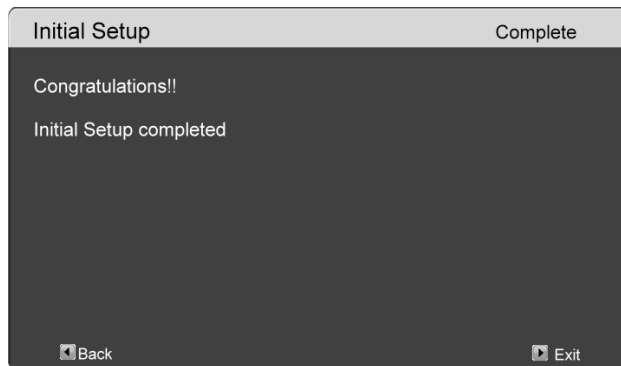 Initial Setup Complete
Congratulations!!
Initial Setup completed
Back Exit